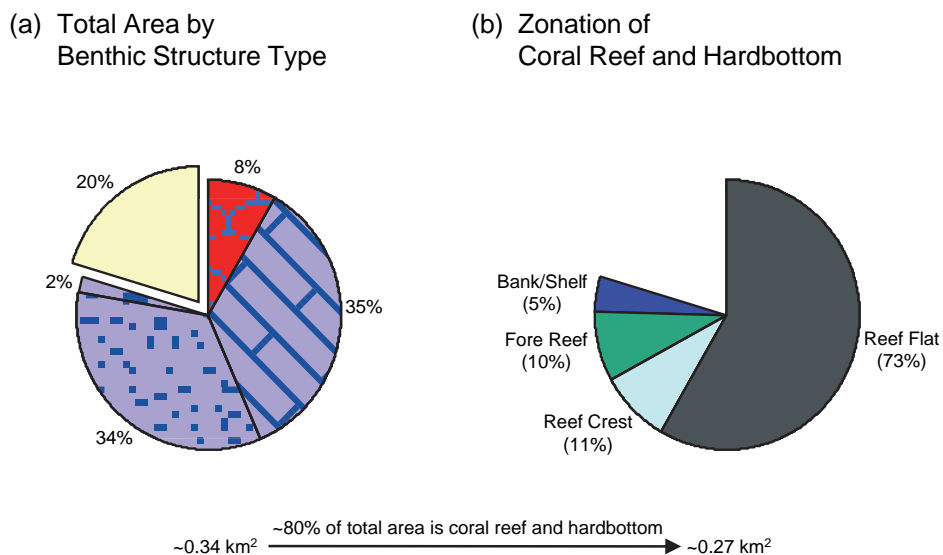 (a) Total Area by
Benthic Structure Type
20%
8%
2%
35%
34%
(b) Zonation of
Coral Reef and Hardbottom
Bank/Shelf
(5%)
Fore Reef
(10%)
Reef Crest
(11%)
Reef Flat
(73%)
~0.34 km²
~80% of total area is coral reef and hardbottom
~0.27 km²